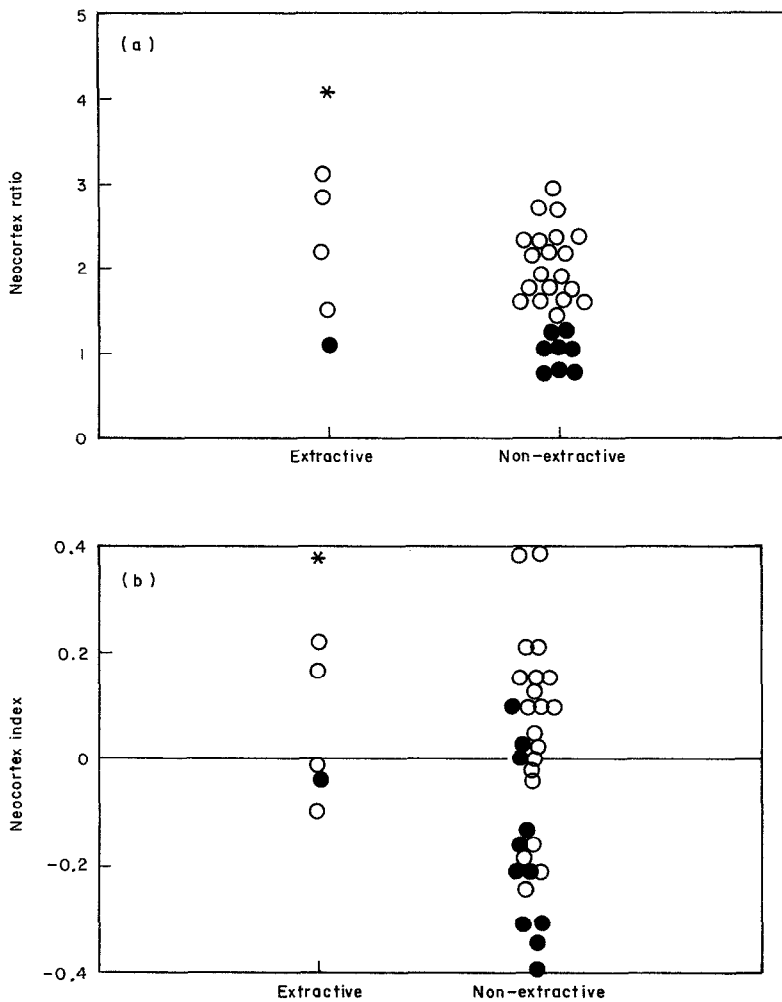 (a)
5
4
3
2
1
0
Neocortex ratio
Extractive Non-extractive
(b)
0.4
0.2
0
-0.2
-0.4
Neocortex index
Extractive Non-extractive